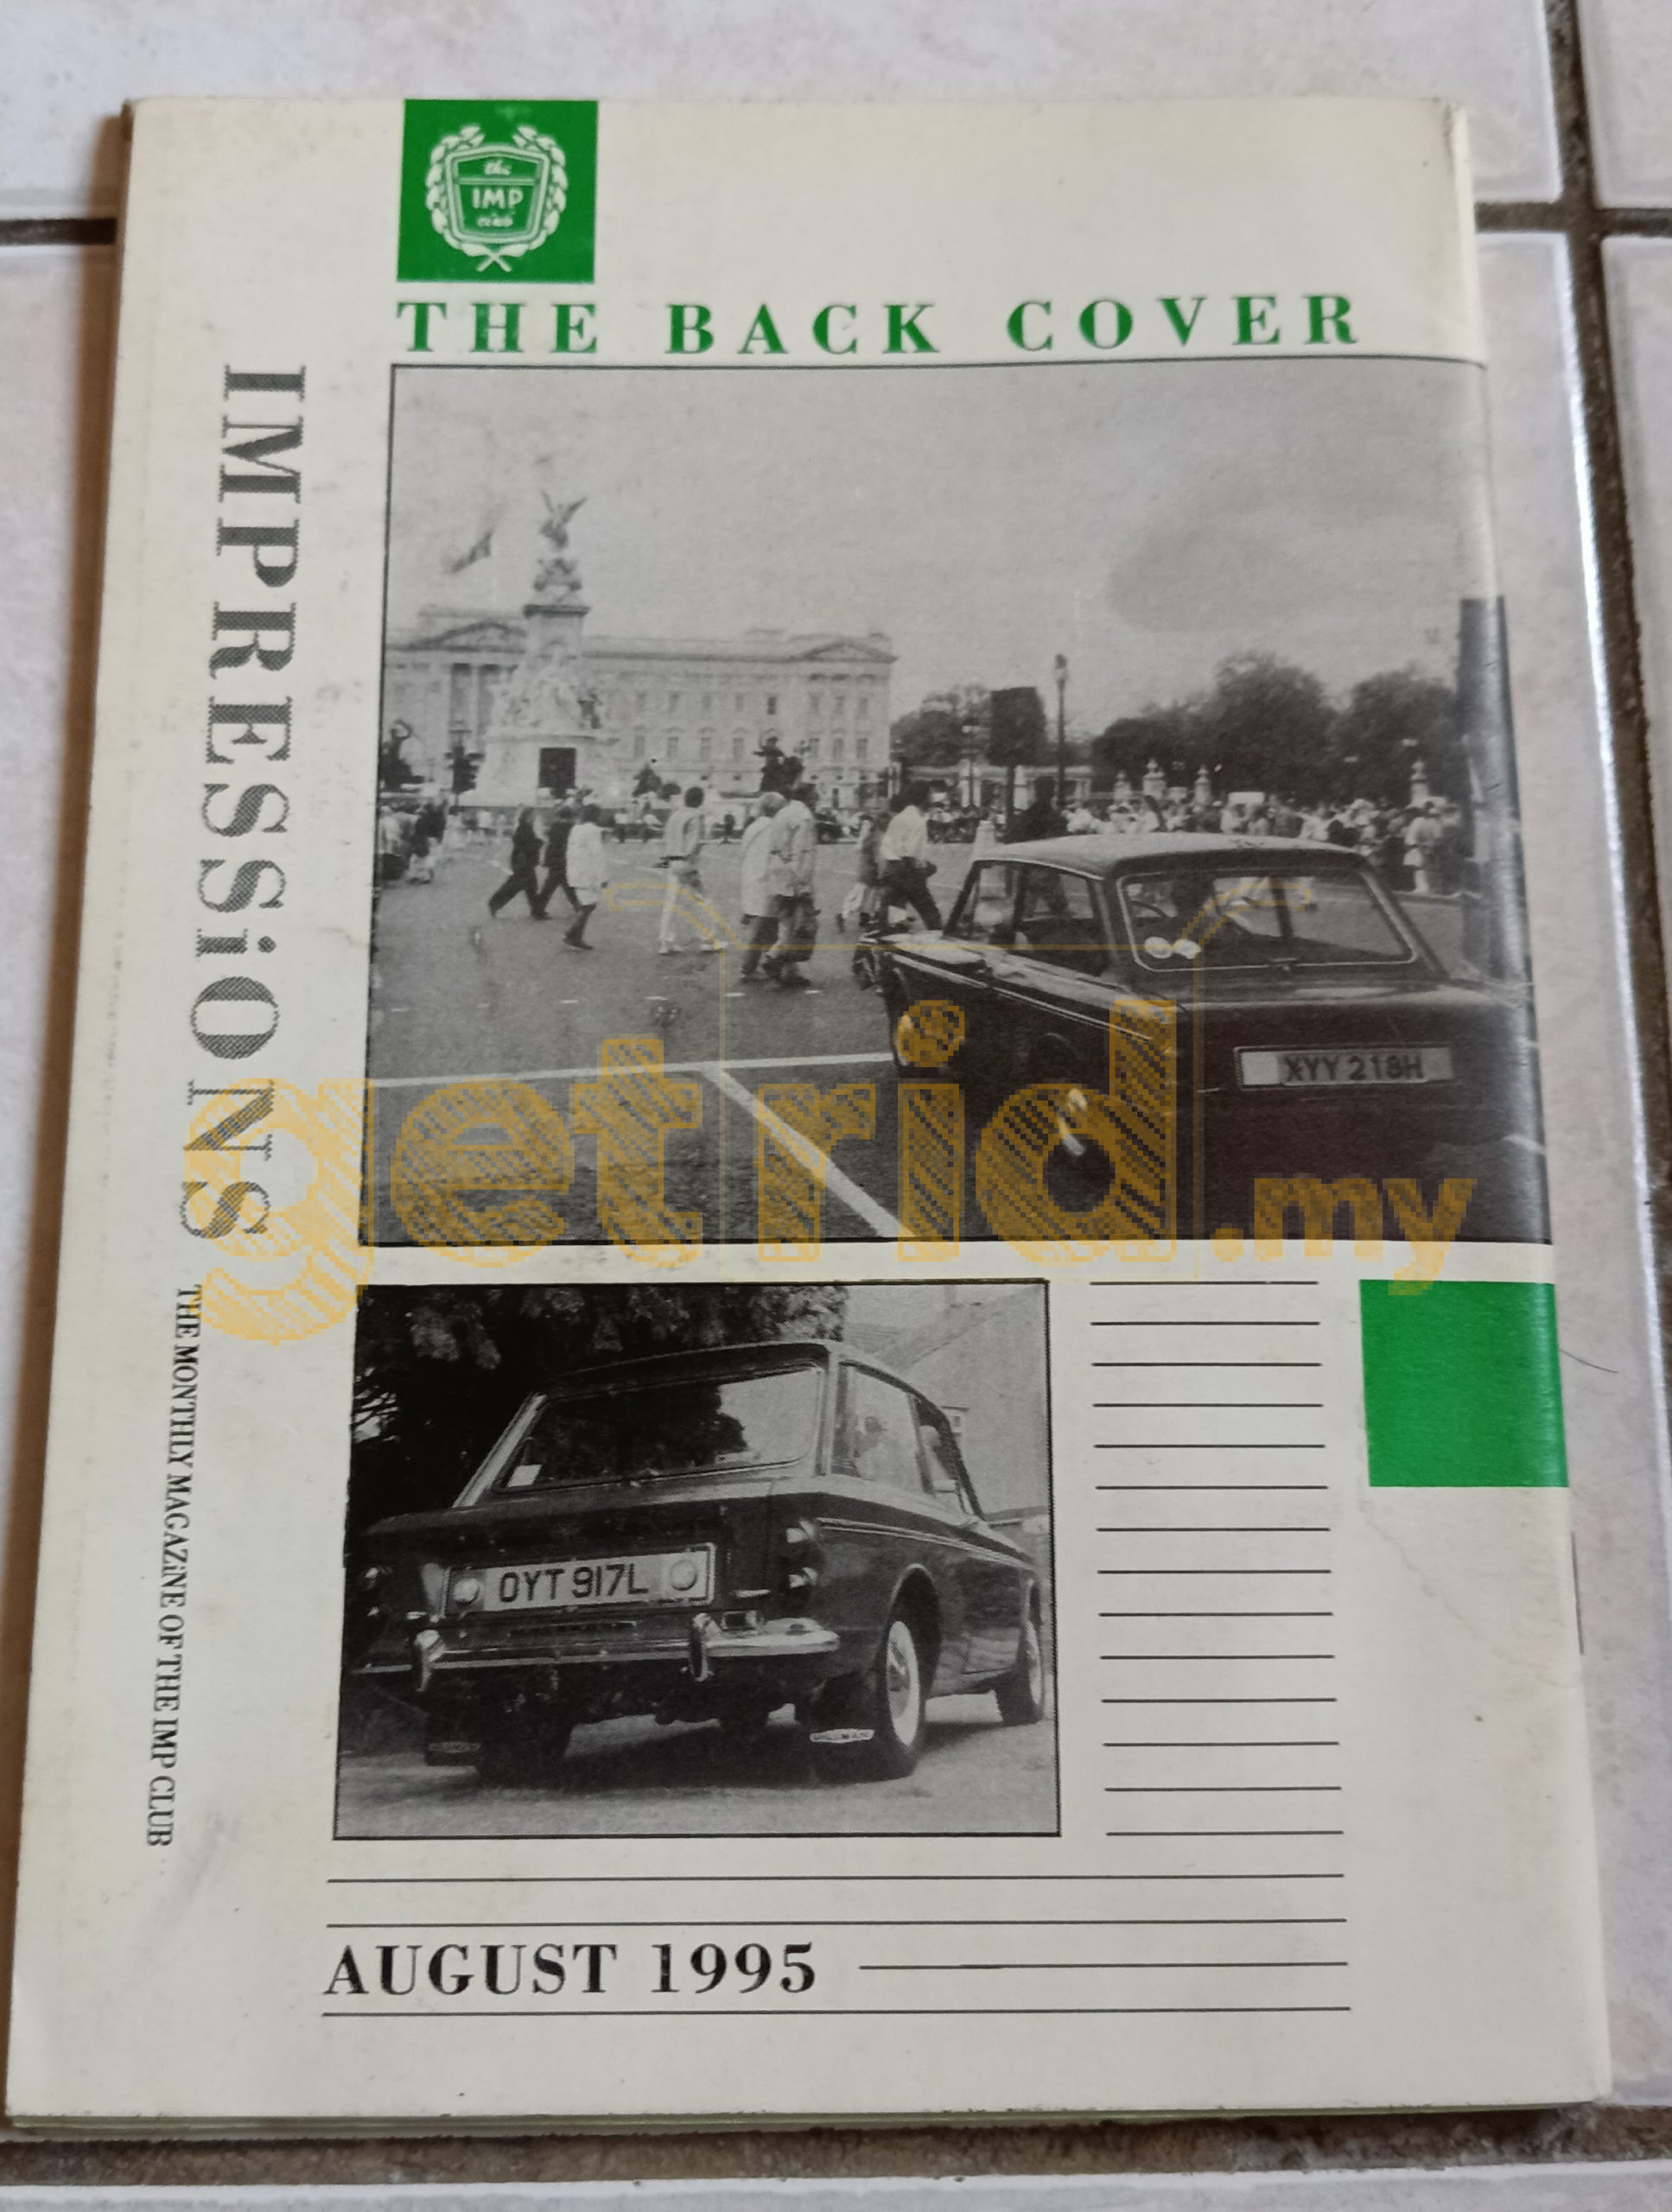 the
IMP
club
THE BACK COVER
IMPRESSiONS
THE MONTHLY MAGAZiNE OF THE IMP CLUB
XYY 218H
getrid.my
OYT 917L
AUGUST 1995